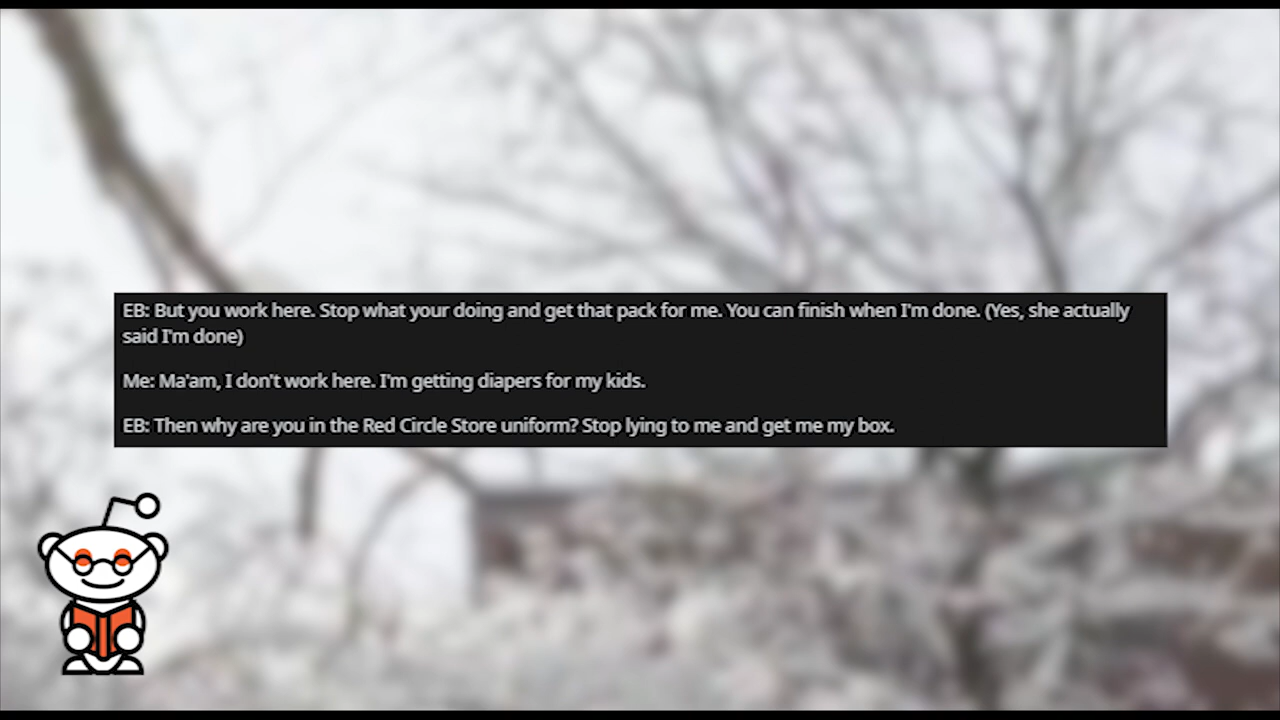 EB: But you work here. Stop what your doing and get that pack for me. You can finish when I'm done. (Yes, she actually
said I'm done)
Me: Ma'am, I don't work here. I'm getting diapers for my kids.
EB: Then why are you in the Red Circle Store uniform? Stop lying to me and get me my box.